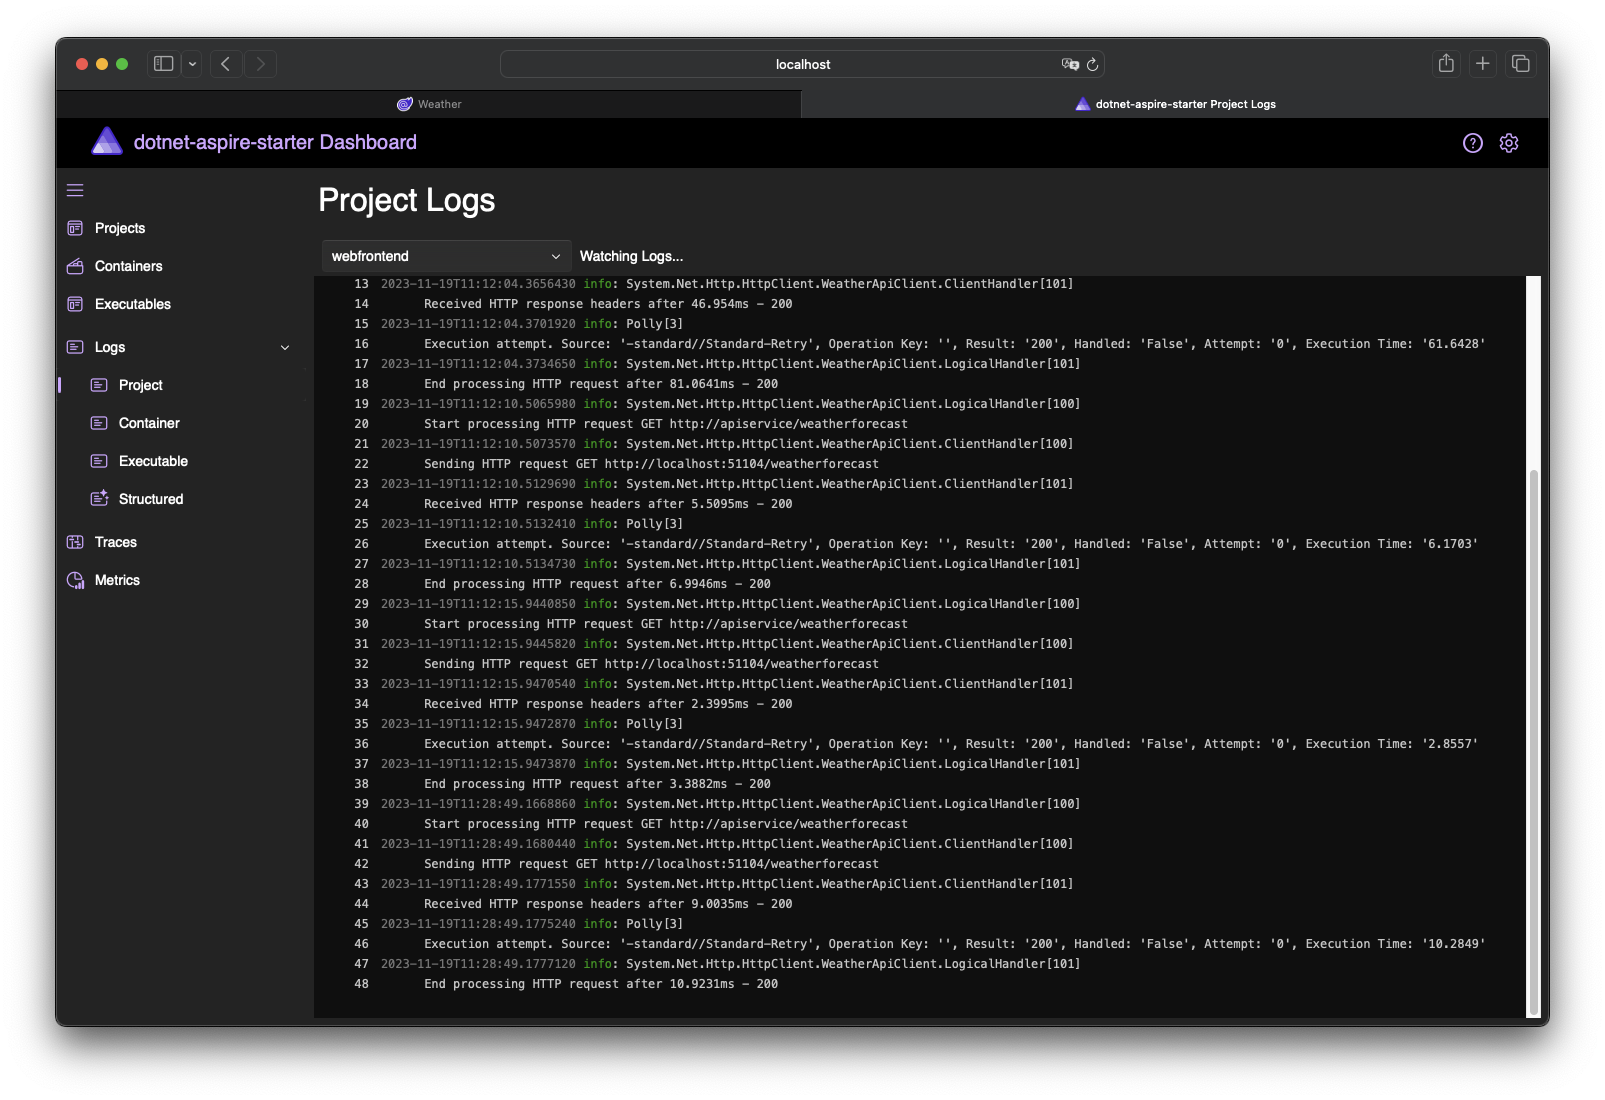 localhost
Weather
dotnet-aspire-starter Project Logs
dotnet-aspire-starter Dashboard
Projects
Containers
Executables
Logs
Project
Container
Executable
Structured
Traces
Metrics
Project Logs
webfrontend
Watching Logs...
13 2023-11-19T11:12:04.3656430 info: System.Net.Http.HttpClient.WeatherApiClient.ClientHandler[101]
14 Received HTTP response headers after 46.954ms - 200
15 2023-11-19T11:12:04.3701920 info: Polly[3]
16 Execution attempt. Source: '-standard//Standard-Retry', Operation Key: '', Result: '200', Handled: 'False', Attempt: '0', Execution Time: '61.6428'
17 2023-11-19T11:12:04.3734650 info: System.Net.Http.HttpClient.WeatherApiClient.LogicalHandler[101]
18 End processing HTTP request after 81.0641ms - 200
19 2023-11-19T11:12:10.5065980 info: System.Net.Http.HttpClient.WeatherApiClient.LogicalHandler[100]
20 Start processing HTTP request GET http://apiservice/weatherforecast
21 2023-11-19T11:12:10.5073570 info: System.Net.Http.HttpClient.WeatherApiClient.ClientHandler[100]
22 Sending HTTP request GET http://localhost:51104/weatherforecast
23 2023-11-19T11:12:10.5129690 info: System.Net.Http.HttpClient.WeatherApiClient.ClientHandler[101]
24 Received HTTP response headers after 5.5095ms - 200
25 2023-11-19T11:12:10.5132410 info: Polly[3]
26 Execution attempt. Source: '-standard//Standard-Retry', Operation Key: '', Result: '200', Handled: 'False', Attempt: '0', Execution Time: '6.1703'
27 2023-11-19T11:12:10.5134730 info: System.Net.Http.HttpClient.WeatherApiClient.LogicalHandler[101]
28 End processing HTTP request after 6.9946ms - 200
29 2023-11-19T11:12:15.9440850 info: System.Net.Http.HttpClient.WeatherApiClient.LogicalHandler[100]
30 Start processing HTTP request GET http://apiservice/weatherforecast
31 2023-11-19T11:12:15.9445820 info: System.Net.Http.HttpClient.WeatherApiClient.ClientHandler[100]
32 Sending HTTP request GET http://localhost:51104/weatherforecast
33 2023-11-19T11:12:15.9470540 info: System.Net.Http.HttpClient.WeatherApiClient.ClientHandler[101]
34 Received HTTP response headers after 2.3995ms - 200
35 2023-11-19T11:12:15.9472870 info: Polly[3]
36 Execution attempt. Source: '-standard//Standard-Retry', Operation Key: '', Result: '200', Handled: 'False', Attempt: '0', Execution Time: '2.8557'
37 2023-11-19T11:12:15.9473870 info: System.Net.Http.HttpClient.WeatherApiClient.LogicalHandler[101]
38 End processing HTTP request after 3.3882ms - 200
39 2023-11-19T11:28:49.1668860 info: System.Net.Http.HttpClient.WeatherApiClient.LogicalHandler[100]
40 Start processing HTTP request GET http://apiservice/weatherforecast
41 2023-11-19T11:28:49.1680440 info: System.Net.Http.HttpClient.WeatherApiClient.ClientHandler[100]
42 Sending HTTP request GET http://localhost:51104/weatherforecast
43 2023-11-19T11:28:49.1771550 info: System.Net.Http.HttpClient.WeatherApiClient.ClientHandler[101]
44 Received HTTP response headers after 9.0035ms - 200
45 2023-11-19T11:28:49.1775240 info: Polly[3]
46 Execution attempt. Source: '-standard//Standard-Retry', Operation Key: '', Result: '200', Handled: 'False', Attempt: '0', Execution Time: '10.2849'
47 2023-11-19T11:28:49.1777120 info: System.Net.Http.HttpClient.WeatherApiClient.LogicalHandler[101]
48 End processing HTTP request after 10.9231ms - 200